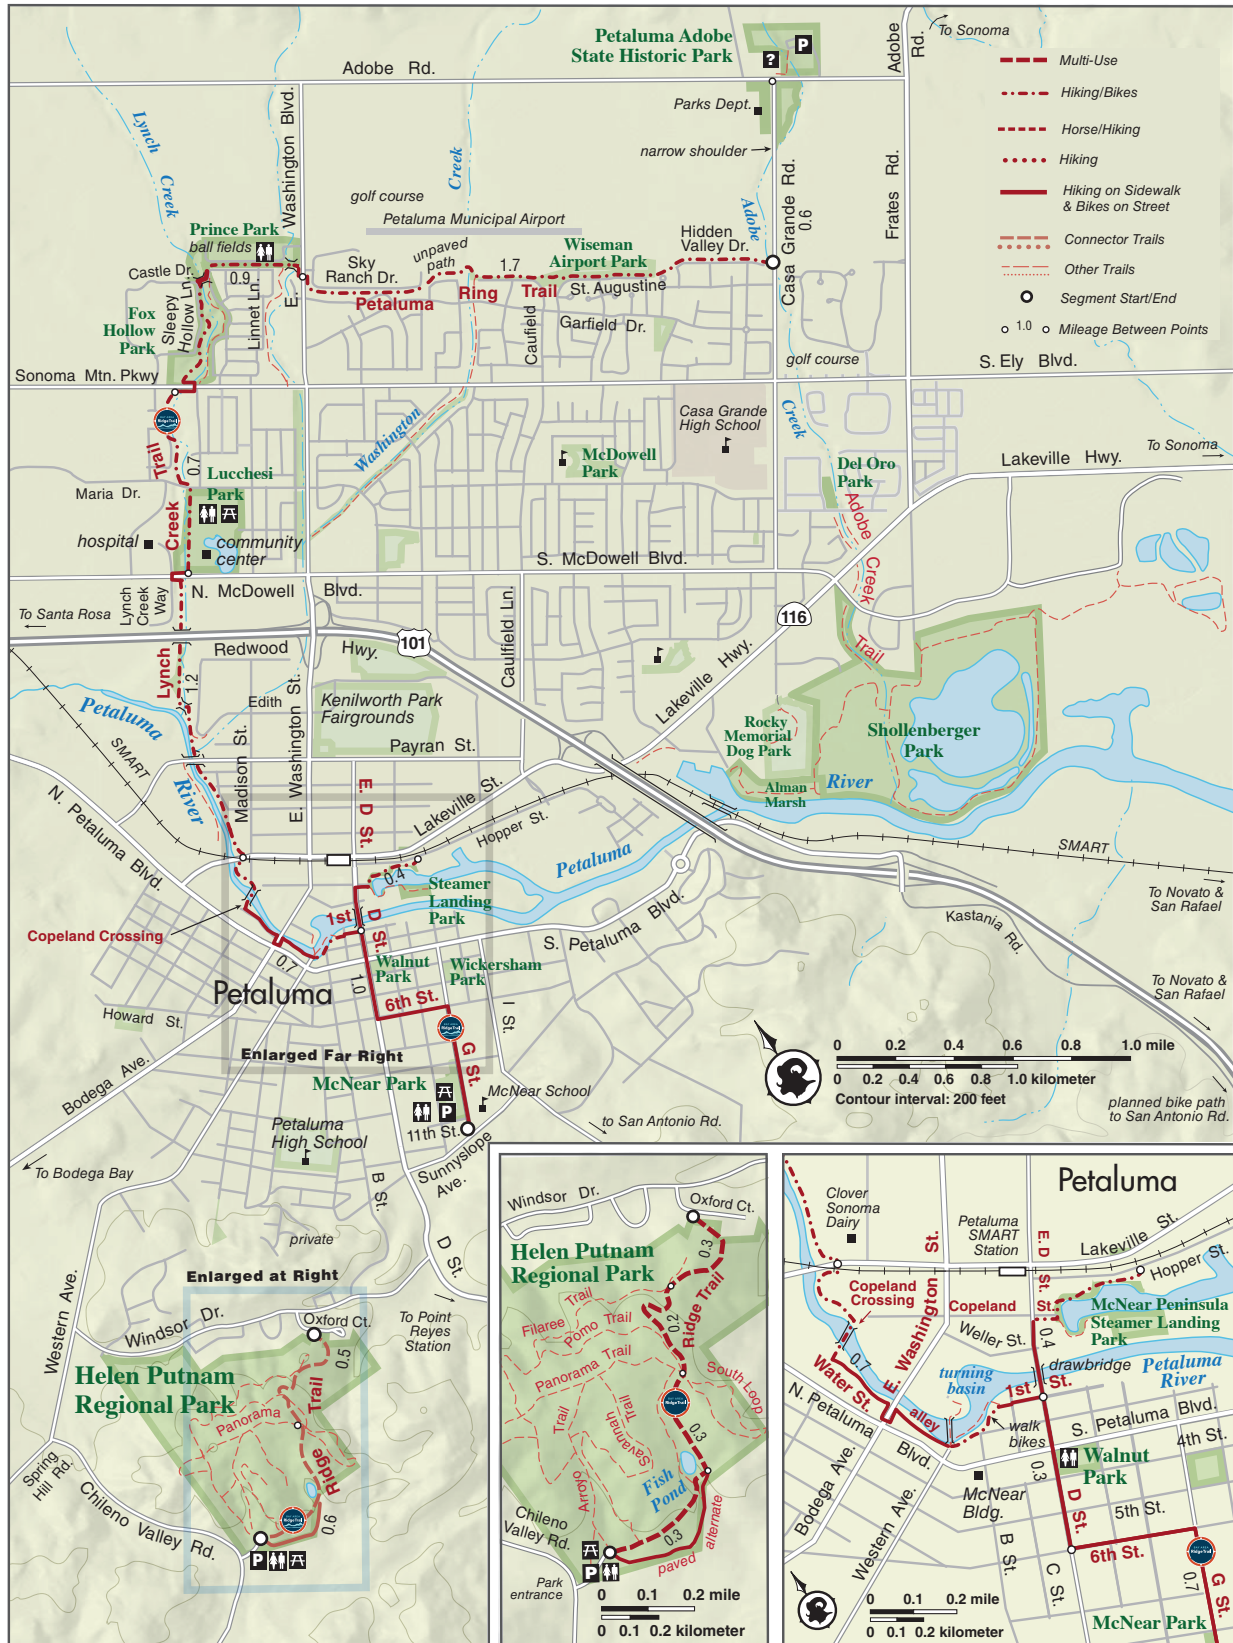 Petaluma Adobe
State Historic Park
P
?
Adobe Rd.
Adobe
Rd.
To Sonoma
Multi-Use
Hiking/Bikes
Horse/Hiking
Hiking
Hiking on Sidewalk
& Bikes on Street
Connector Trails
Other Trails
Segment Start/End
1.0
Mileage Between Points
Parks Dept.
narrow shoulder
Lynch
Creek
E. Washington Blvd.
Creek
Adobe
Casa Grande Rd.
0.6
Frates Rd.
golf course
Petaluma Municipal Airport
Prince Park
ball fields
Castle Dr.
0.9
Sky
Ranch Dr.
unpaved
path
1.7
Wiseman
Airport Park
Hidden
Valley Dr.
Petaluma Ring Trail
St. Augustine
Fox
Hollow
Park
Sleepy
Hollow Ln.
Linnet Ln.
Caufield
Garfield Dr.
golf course
Sonoma Mtn. Pkwy
S. Ely Blvd.
Trail
0.7
Washington
Casa Grande
High School
Creek
McDowell
Park
Del Oro
Park
To Sonoma
Lakeville Hwy.
Lucchesi
Park
Maria Dr.
Creek
hospital
community
center
Adobe
Creek
Trail
S. McDowell Blvd.
N. McDowell Blvd.
Lynch
Creek
Way
To Santa Rosa
Lynch
1.2
Redwood Hwy.
101
116
Caulfield Ln.
Lakeville Hwy.
Petaluma
River
Edith
Kenilworth Park
Fairgrounds
Payran St.
Madison St.
E. Washington St.
SMART
Rocky
Memorial
Dog Park
Shollenberger
Park
Alman
Marsh
River
N. Petaluma Blvd.
E. D St.
Lakeville St.
Hopper St.
Petaluma
SMART
To Novato &
San Rafael
0.4
Steamer
Landing
Park
Copeland Crossing
1st
D St.
S. Petaluma Blvd.
Kastania Rd.
0.7
1.0
Walnut
Park
Wickersham
Park
Petaluma
6th St.
I St.
To Novato &
San Rafael
Howard St.
Enlarged Far Right
G St.
Bodega Ave.
McNear Park
P
McNear School
0 0.2 0.4 0.6 0.8 1.0 mile
0 0.2 0.4 0.6 0.8 1.0 kilometer
Contour interval: 200 feet
planned bike path
to San Antonio Rd.
Petaluma
High School
11th St.
to San Antonio Rd.
Sunnyslope
Ave.
To Bodega Bay
B St.
D St.
private
Western Ave.
Enlarged at Right
Windsor Dr.
Oxford Ct.
To Point
Reyes
Station
0.5
Helen Putnam
Regional Park
Panorama
Trail
Ridge
0.6
Spring
Hill Rd.
Chileno Valley Rd.
P
Windsor Dr.
Oxford Ct.
Helen Putnam
Regional Park
0.3
Ridge Trail
0.2
Filaree Trail
Pomo Trail
Panorama Trail
South Loop
Trail
Savannah
Trail
Arroyo
0.3
Fish
Pond
0.3
paved alternate
Chileno
Valley Rd.
P
Park
entrance
0 0.1 0.2 mile
0 0.1 0.2 kilometer
Petaluma
Clover
Sonoma
Dairy
E. Washington St.
Petaluma
SMART
Station
E. D St.
Lakeville St.
Hopper St.
Copeland
Crossing
Copeland St.
McNear Peninsula
Steamer Landing
Park
Weller St.
0.4
0.7
Water St.
drawbridge
Petaluma
River
turning
basin
1st St.
N. Petaluma Blvd.
alley
walk
bikes
S. Petaluma Blvd.
4th St.
Bodega Ave.
Western Ave.
0.3
Walnut
Park
McNear
Bldg.
D St.
5th St.
B St.
6th St.
C St.
0.7
G St.
McNear Park
0 0.1 0.2 mile
0 0.1 0.2 kilometer